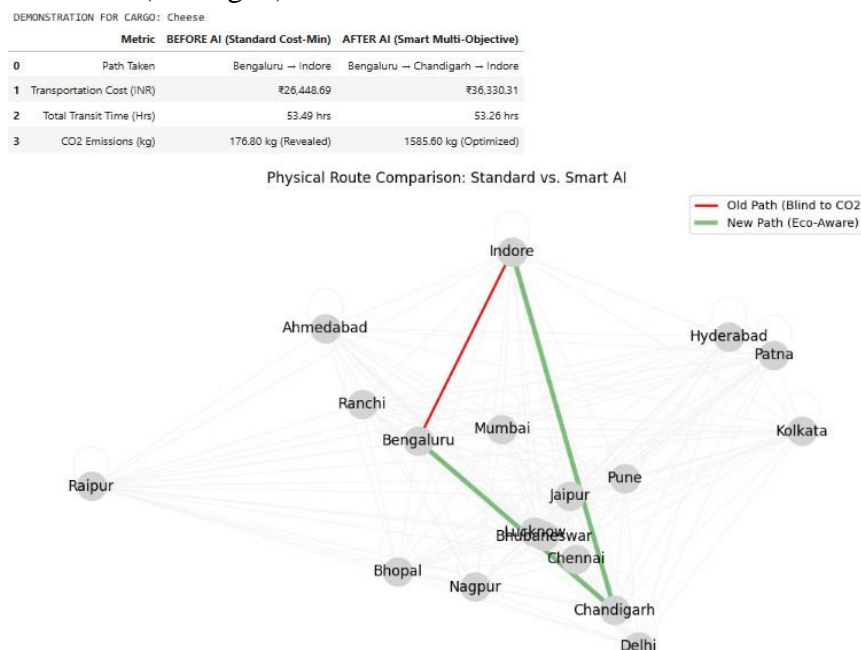 DEMONSTRATION FOR CARGO: Cheese
Metric BEFORE AI (Standard Cost-Min) AFTER AI (Smart Multi-Objective)
0 Path Taken Bengaluru → Indore Bengaluru → Chandigarh → Indore
1 Transportation Cost (INR) ₹26,448.69 ₹36,330.31
2 Total Transit Time (Hrs) 53.49 hrs 53.26 hrs
3 CO2 Emissions (kg) 176.80 kg (Revealed) 1585.60 kg (Optimized)
Physical Route Comparison: Standard vs. Smart AI
Old Path (Blind to CO2
New Path (Eco-Aware)
Indore
Ahmedabad
Hyderabad
Patna
Ranchi
Mumbai
Bengaluru
Kolkata
Pune
Raipur
Jaipur
Lucknow
Bhubaneswar
Chennai
Bhopal
Nagpur
Chandigarh
Delhi